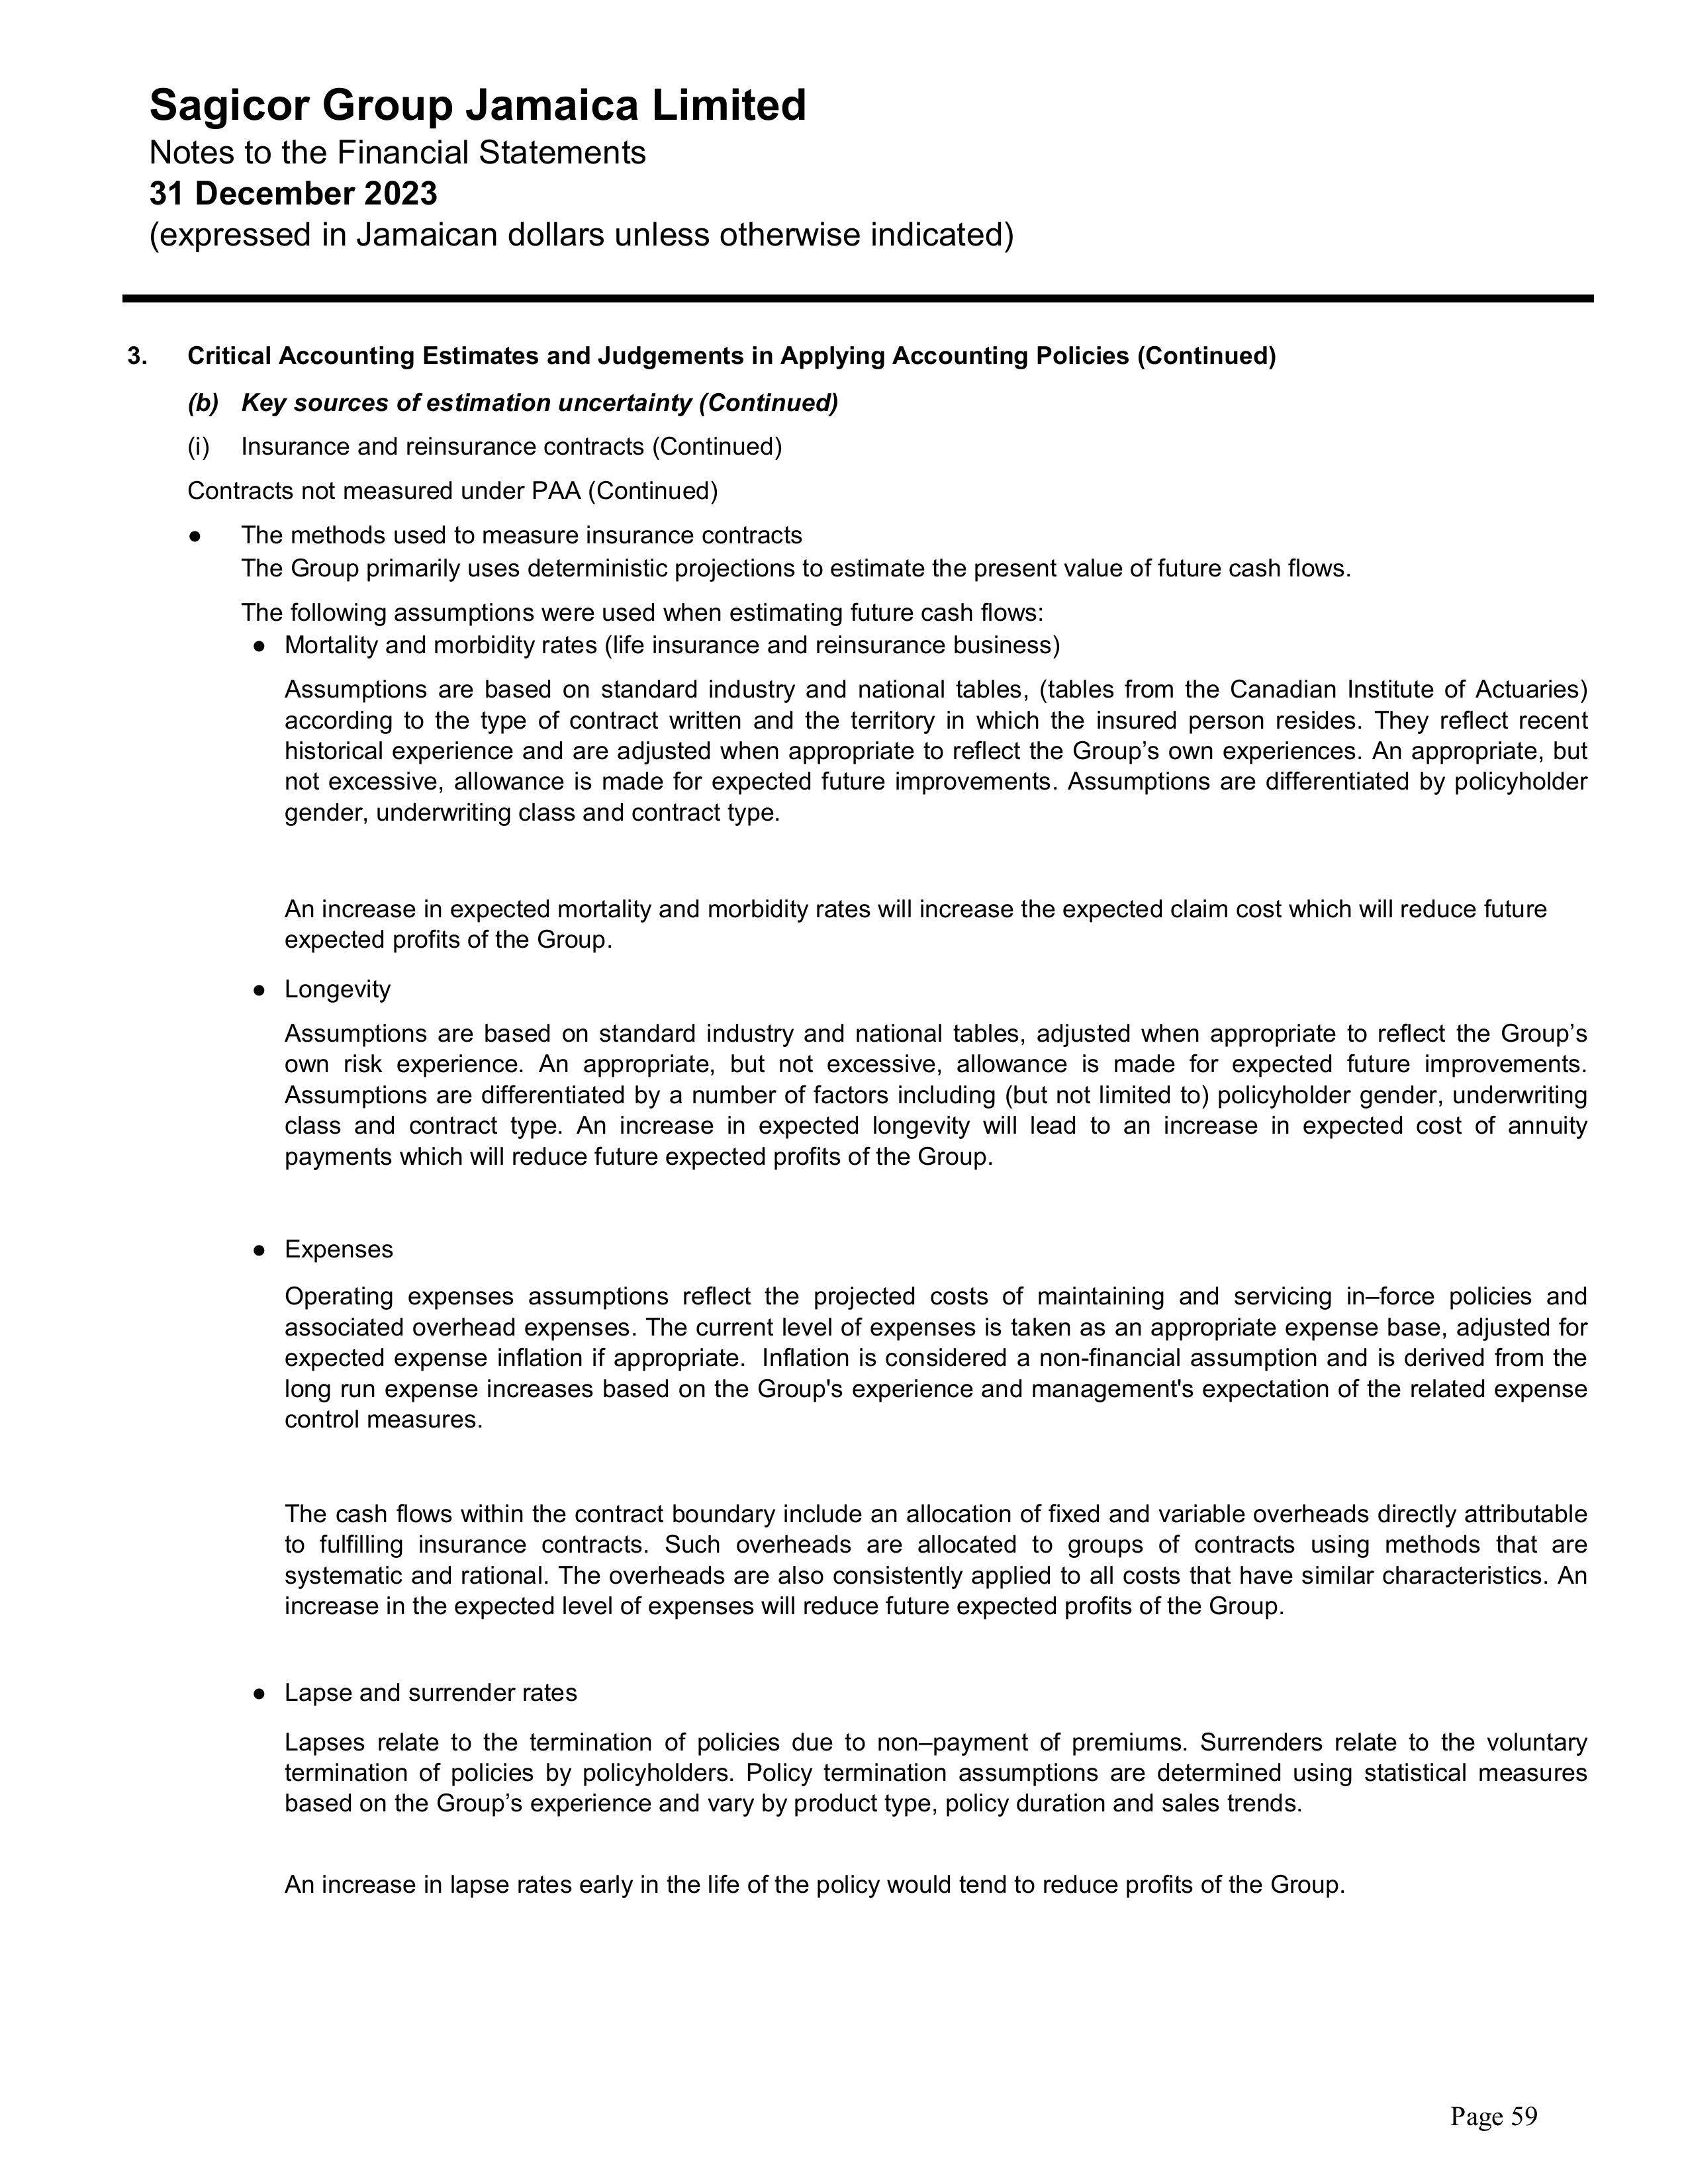 Sagicor Group Jamaica Limited
Notes to the Financial Statements
31 December 2023
(expressed in Jamaican dollars unless otherwise indicated)
3. Critical Accounting Estimates and Judgements in Applying Accounting Policies (Continued)
(b) Key sources of estimation uncertainty (Continued)
(i) Insurance and reinsurance contracts (Continued)
Contracts not measured under PAA (Continued)
● The methods used to measure insurance contracts
The Group primarily uses deterministic projections to estimate the present value of future cash flows.
The following assumptions were used when estimating future cash flows:
● Mortality and morbidity rates (life insurance and reinsurance business)
Assumptions are based on standard industry and national tables, (tables from the Canadian Institute of Actuaries)
according to the type of contract written and the territory in which the insured person resides. They reflect recent
historical experience and are adjusted when appropriate to reflect the Group’s own experiences. An appropriate, but
not excessive, allowance is made for expected future improvements. Assumptions are differentiated by policyholder
gender, underwriting class and contract type.
An increase in expected mortality and morbidity rates will increase the expected claim cost which will reduce future
expected profits of the Group.
● Longevity
Assumptions are based on standard industry and national tables, adjusted when appropriate to reflect the Group’s
own risk experience. An appropriate, but not excessive, allowance is made for expected future improvements.
Assumptions are differentiated by a number of factors including (but not limited to) policyholder gender, underwriting
class and contract type. An increase in expected longevity will lead to an increase in expected cost of annuity
payments which will reduce future expected profits of the Group.
● Expenses
Operating expenses assumptions reflect the projected costs of maintaining and servicing in–force policies and
associated overhead expenses. The current level of expenses is taken as an appropriate expense base, adjusted for
expected expense inflation if appropriate.  Inflation is considered a non-financial assumption and is derived from the
long run expense increases based on the Group's experience and management's expectation of the related expense
control measures.
The cash flows within the contract boundary include an allocation of fixed and variable overheads directly attributable
to fulfilling insurance contracts. Such overheads are allocated to groups of contracts using methods that are
systematic and rational. The overheads are also consistently applied to all costs that have similar characteristics. An
increase in the expected level of expenses will reduce future expected profits of the Group.
● Lapse and surrender rates
Lapses relate to the termination of policies due to non–payment of premiums. Surrenders relate to the voluntary
termination of policies by policyholders. Policy termination assumptions are determined using statistical measures
based on the Group’s experience and vary by product type, policy duration and sales trends.
An increase in lapse rates early in the life of the policy would tend to reduce profits of the Group.
Page 59